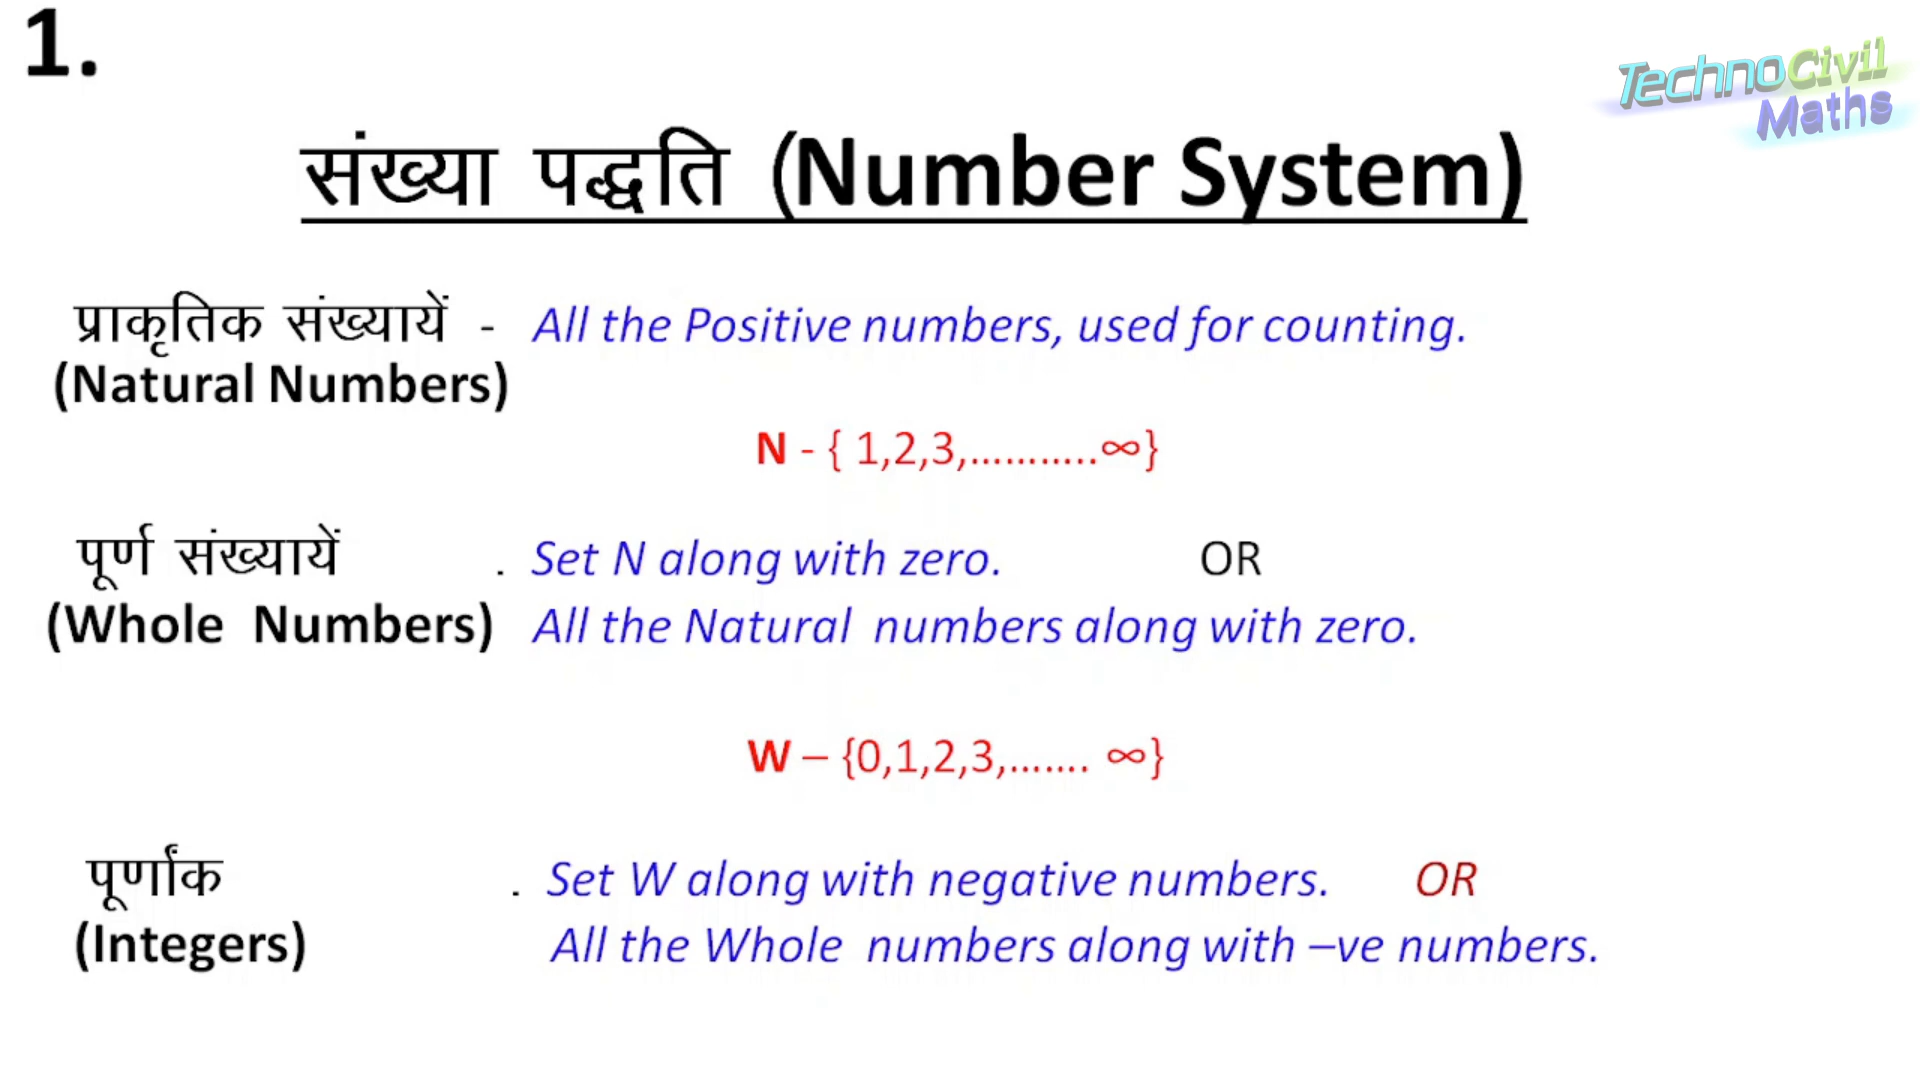 1.
TechnoCivil
Maths
संख्या पद्धति (Number System)
प्राकृतिक संख्यायें - All the Positive numbers, used for counting.
(Natural Numbers)
N - { 1,2,3,...........∞}
पूर्ण संख्यायें . Set N along with zero. OR
(Whole Numbers) All the Natural numbers along with zero.
W – {0,1,2,3,....... ∞}
पूर्णांक . Set W along with negative numbers. OR
(Integers) All the Whole numbers along with –ve numbers.